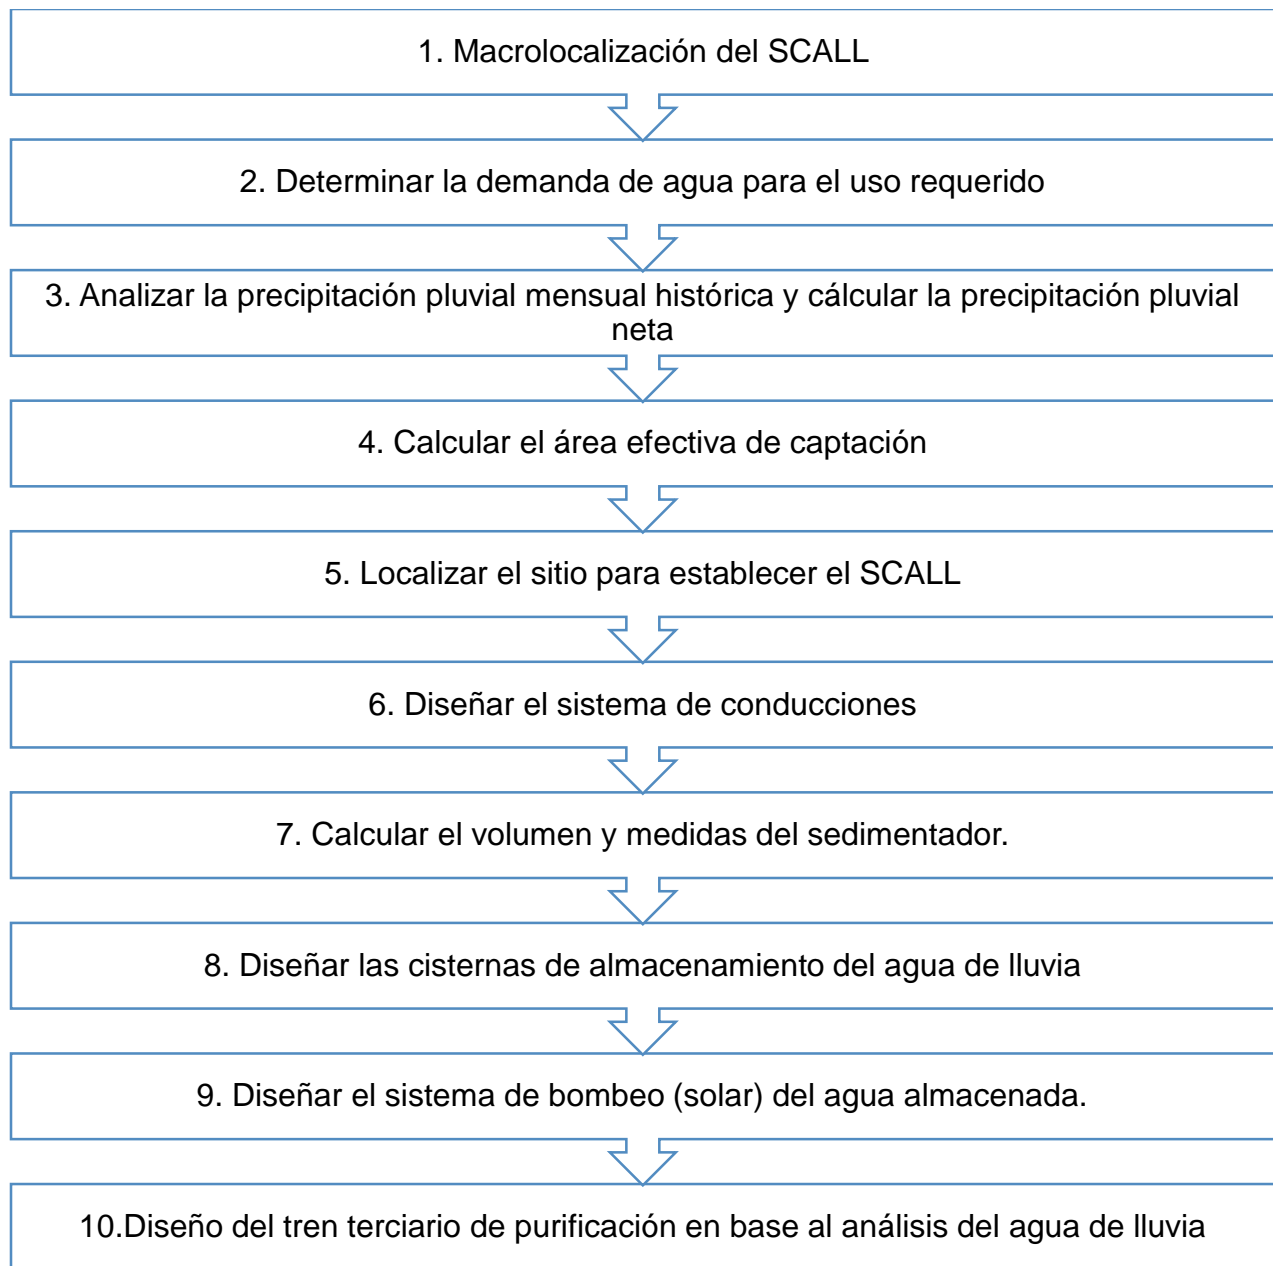 1. Macrolocalización del SCALL
2. Determinar la demanda de agua para el uso requerido
3. Analizar la precipitación pluvial mensual histórica y cálcular la precipitación pluvial
neta
4. Calcular el área efectiva de captación
5. Localizar el sitio para establecer el SCALL
6. Diseñar el sistema de conducciones
7. Calcular el volumen y medidas del sedimentador.
8. Diseñar las cisternas de almacenamiento del agua de lluvia
9. Diseñar el sistema de bombeo (solar) del agua almacenada.
10.Diseño del tren terciario de purificación en base al análisis del agua de lluvia